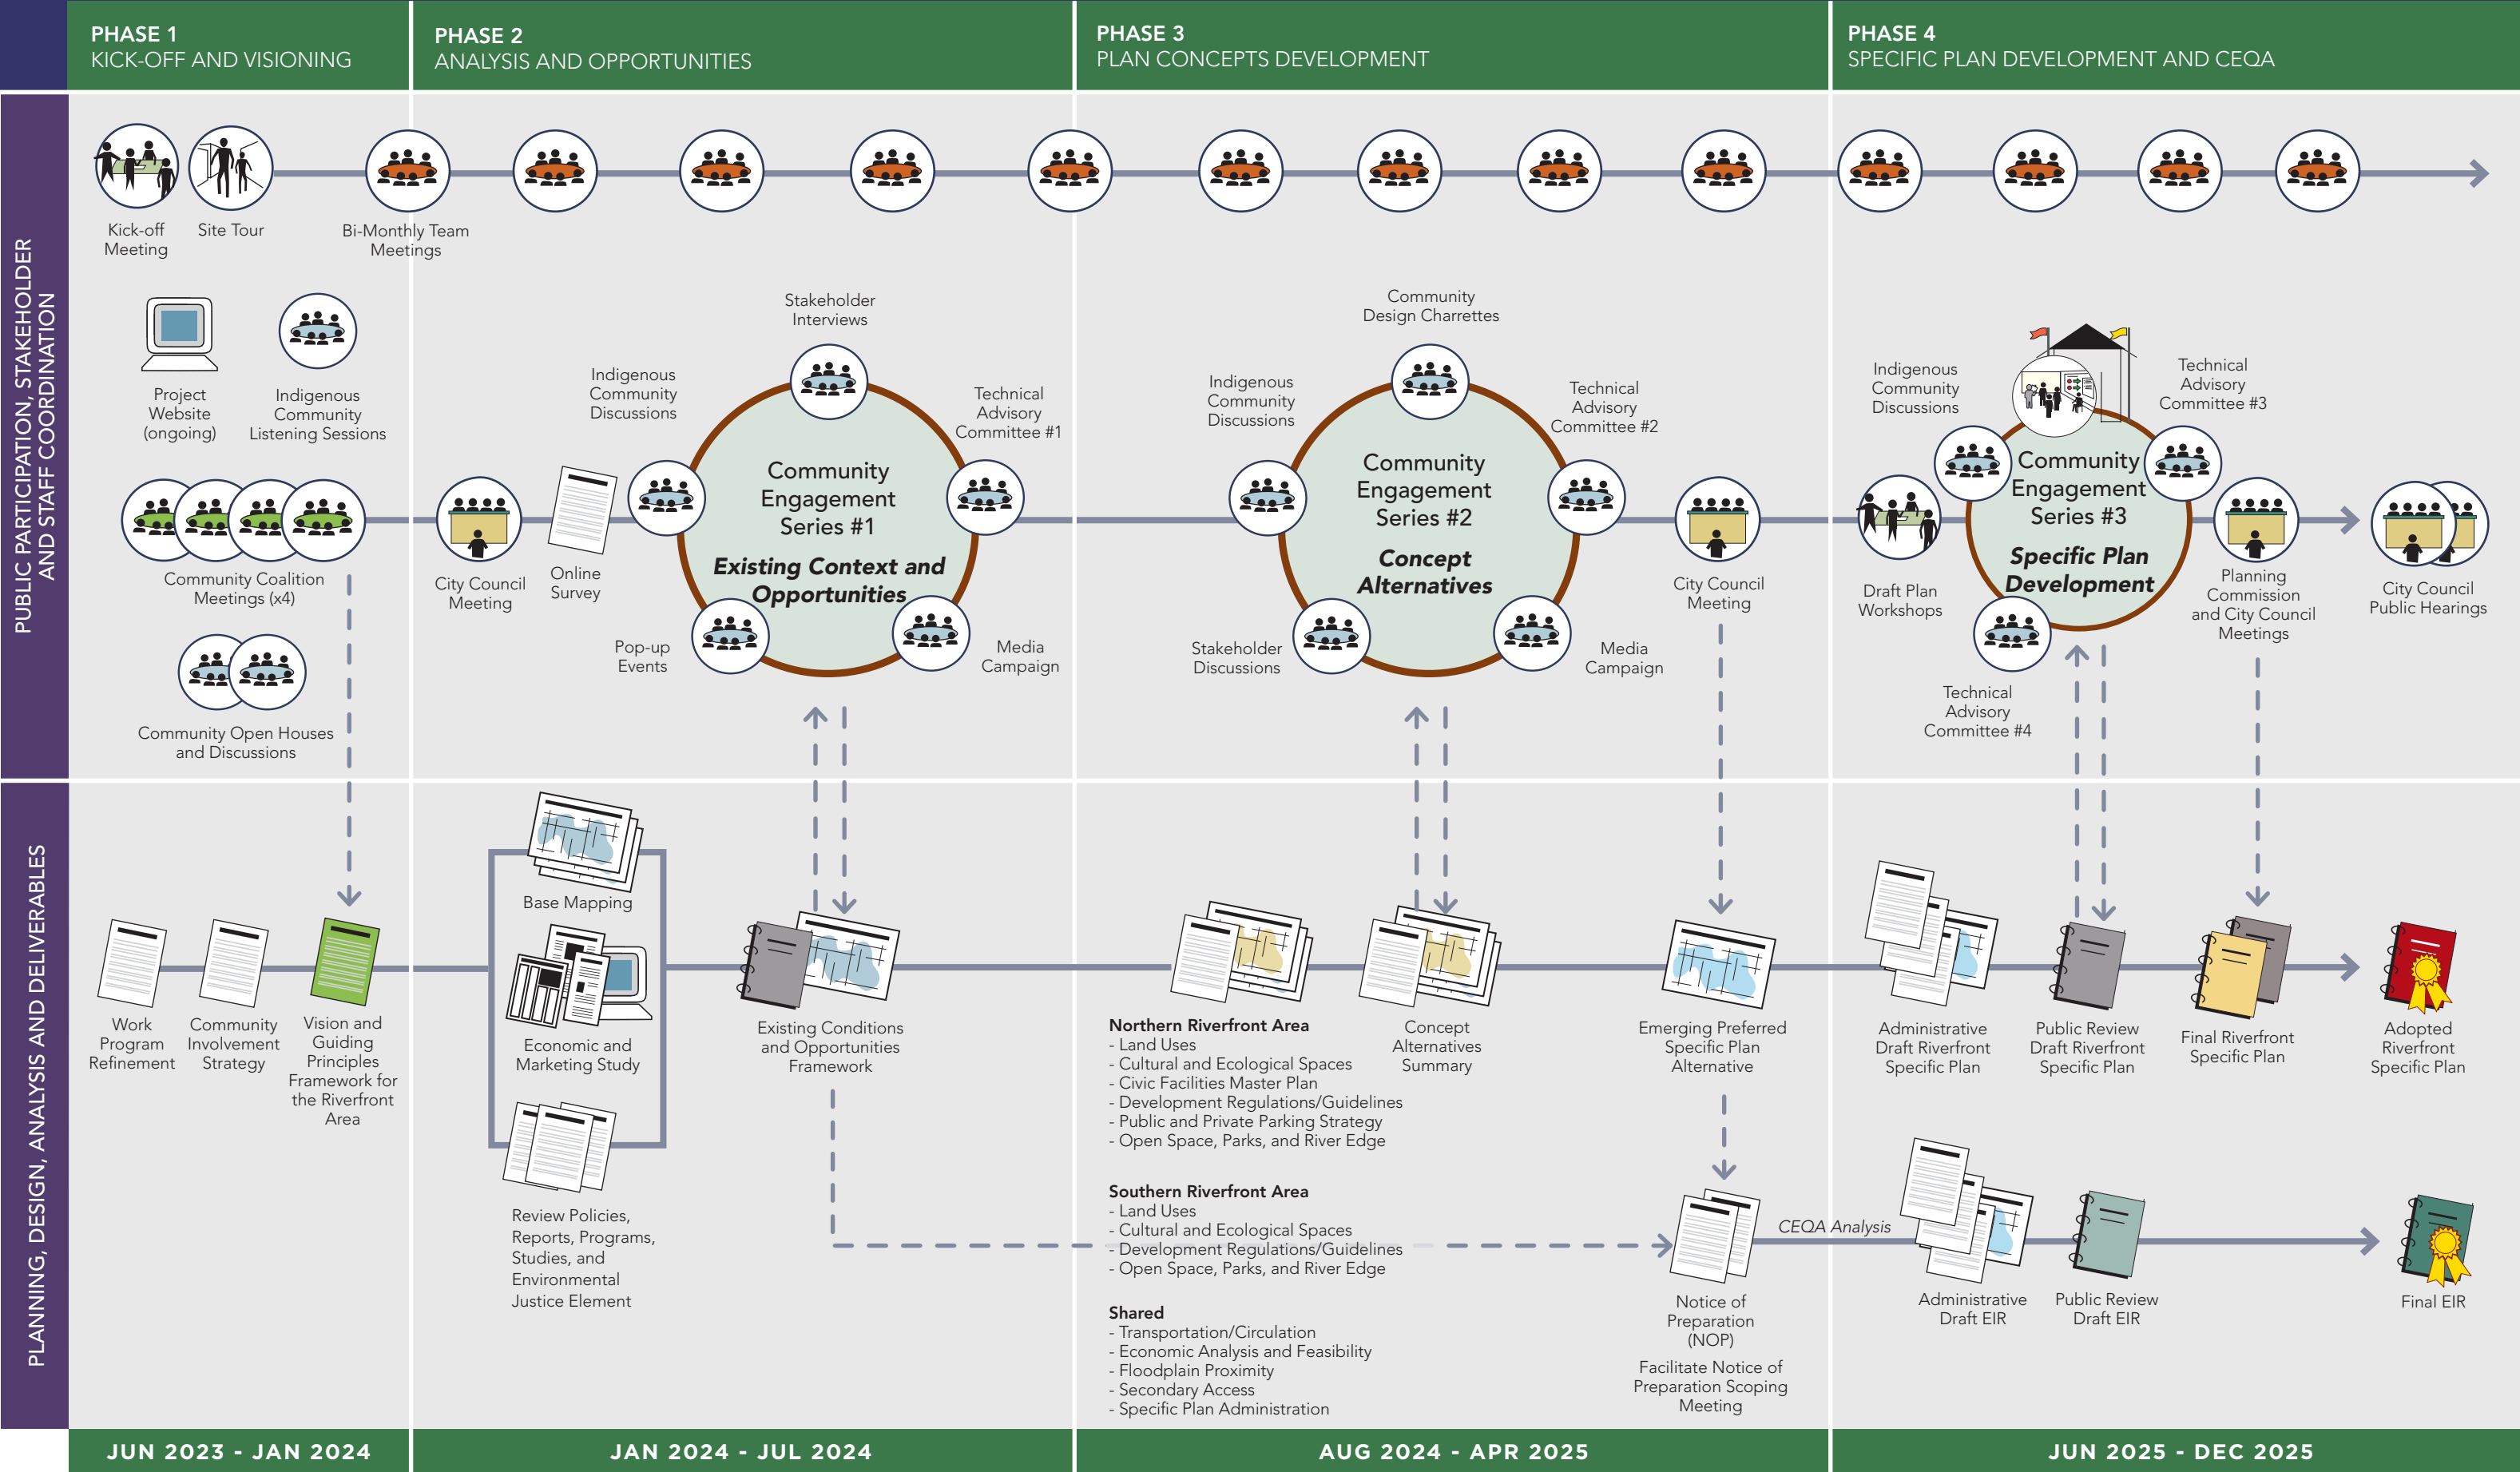 PHASE 1
KICK-OFF AND VISIONING
PHASE 2
ANALYSIS AND OPPORTUNITIES
PHASE 3
PLAN CONCEPTS DEVELOPMENT
PHASE 4
SPECIFIC PLAN DEVELOPMENT AND CEQA
PUBLIC PARTICIPATION, STAKEHOLDER
AND STAFF COORDINATION
Kick-off
Meeting
Site Tour
Bi-Monthly Team
Meetings
Project
Website
(ongoing)
Indigenous
Community
Listening Sessions
Community Coalition
Meetings (x4)
Community Open Houses
and Discussions
City Council
Meeting
Online
Survey
Indigenous
Community
Discussions
Stakeholder
Interviews
Technical
Advisory
Committee #1
Community
Engagement
Series #1
Existing Context and
Opportunities
Pop-up
Events
Media
Campaign
Indigenous
Community
Discussions
Community
Design Charrettes
Technical
Advisory
Committee #2
Community
Engagement
Series #2
Concept
Alternatives
Stakeholder
Discussions
Media
Campaign
City Council
Meeting
Draft Plan
Workshops
Indigenous
Community
Discussions
Technical
Advisory
Committee #3
Community
Engagement
Series #3
Specific Plan
Development
Technical
Advisory
Committee #4
Planning
Commission
and City Council
Meetings
City Council
Public Hearings
PLANNING, DESIGN, ANALYSIS AND DELIVERABLES
Work
Program
Refinement
Community
Involvement
Strategy
Vision and
Guiding
Principles
Framework for
the Riverfront
Area
Base Mapping
Economic and
Marketing Study
Review Policies,
Reports, Programs,
Studies, and
Environmental
Justice Element
Existing Conditions
and Opportunities
Framework
Northern Riverfront Area
- Land Uses
- Cultural and Ecological Spaces
- Civic Facilities Master Plan
- Development Regulations/Guidelines
- Public and Private Parking Strategy
- Open Space, Parks, and River Edge
Southern Riverfront Area
- Land Uses
- Cultural and Ecological Spaces
- Development Regulations/Guidelines
- Open Space, Parks, and River Edge
Shared
- Transportation/Circulation
- Economic Analysis and Feasibility
- Floodplain Proximity
- Secondary Access
- Specific Plan Administration
Concept
Alternatives
Summary
Emerging Preferred
Specific Plan
Alternative
Notice of
Preparation
(NOP)
Facilitate Notice of
Preparation Scoping
Meeting
CEQA Analysis
Administrative
Draft Riverfront
Specific Plan
Public Review
Draft Riverfront
Specific Plan
Final Riverfront
Specific Plan
Adopted
Riverfront
Specific Plan
Administrative
Draft EIR
Public Review
Draft EIR
Final EIR
JUN 2023 - JAN 2024
JAN 2024 - JUL 2024
AUG 2024 - APR 2025
JUN 2025 - DEC 2025